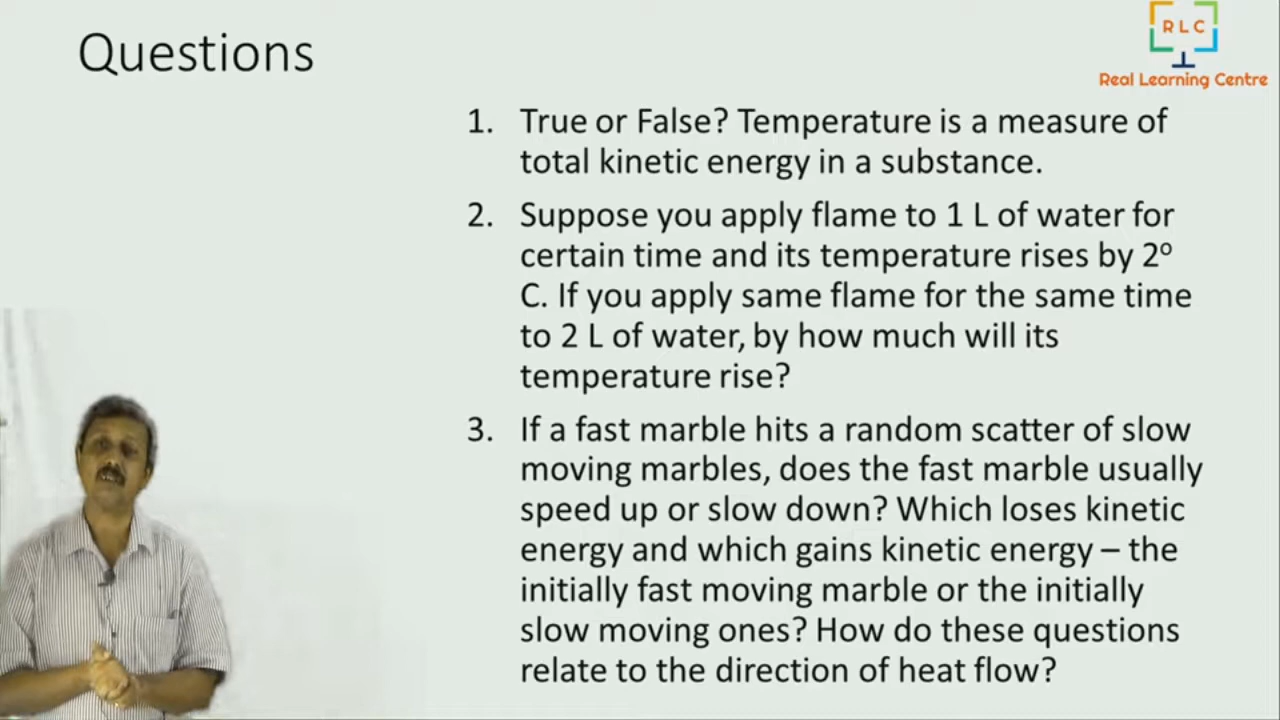 Questions
R L C
Real Learning Centre
1. True or False? Temperature is a measure of
total kinetic energy in a substance.
2. Suppose you apply flame to 1 L of water for
certain time and its temperature rises by 2º
C. If you apply same flame for the same time
to 2 L of water, by how much will its
temperature rise?
3. If a fast marble hits a random scatter of slow
moving marbles, does the fast marble usually
speed up or slow down? Which loses kinetic
energy and which gains kinetic energy – the
initially fast moving marble or the initially
slow moving ones? How do these questions
relate to the direction of heat flow?